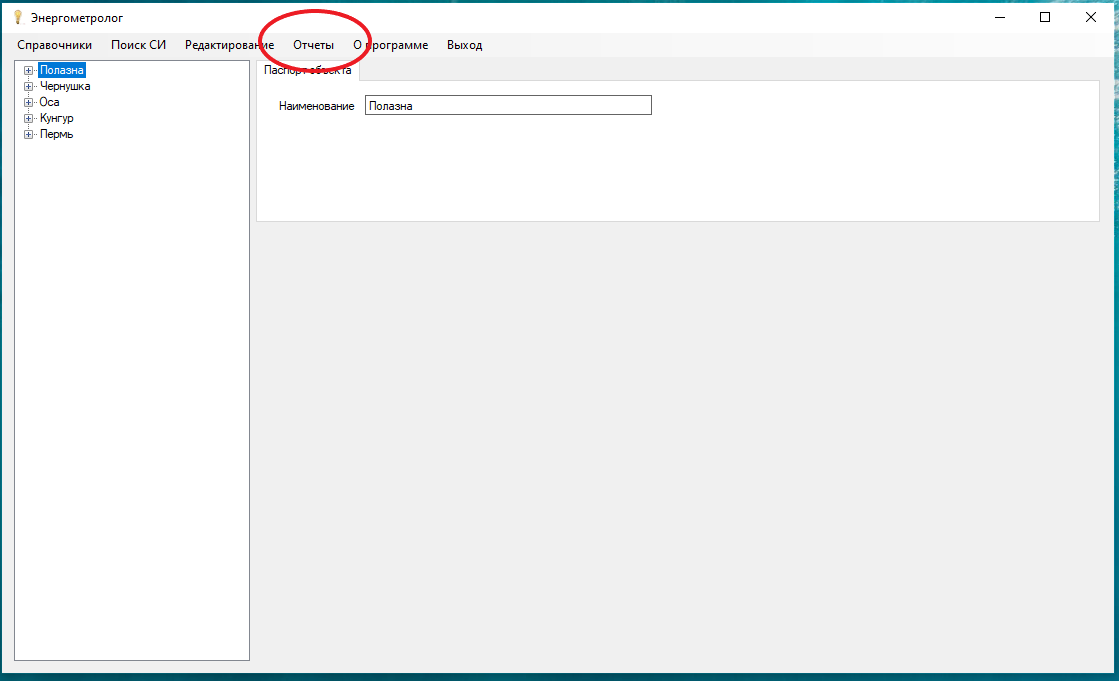 Энергометролог
Справочники Поиск СИ Редактирование Отчеты О программе Выход
Полазна
Чернушка
Оса
Кунгур
Пермь
Паспорт объекта
Наименование Полазна